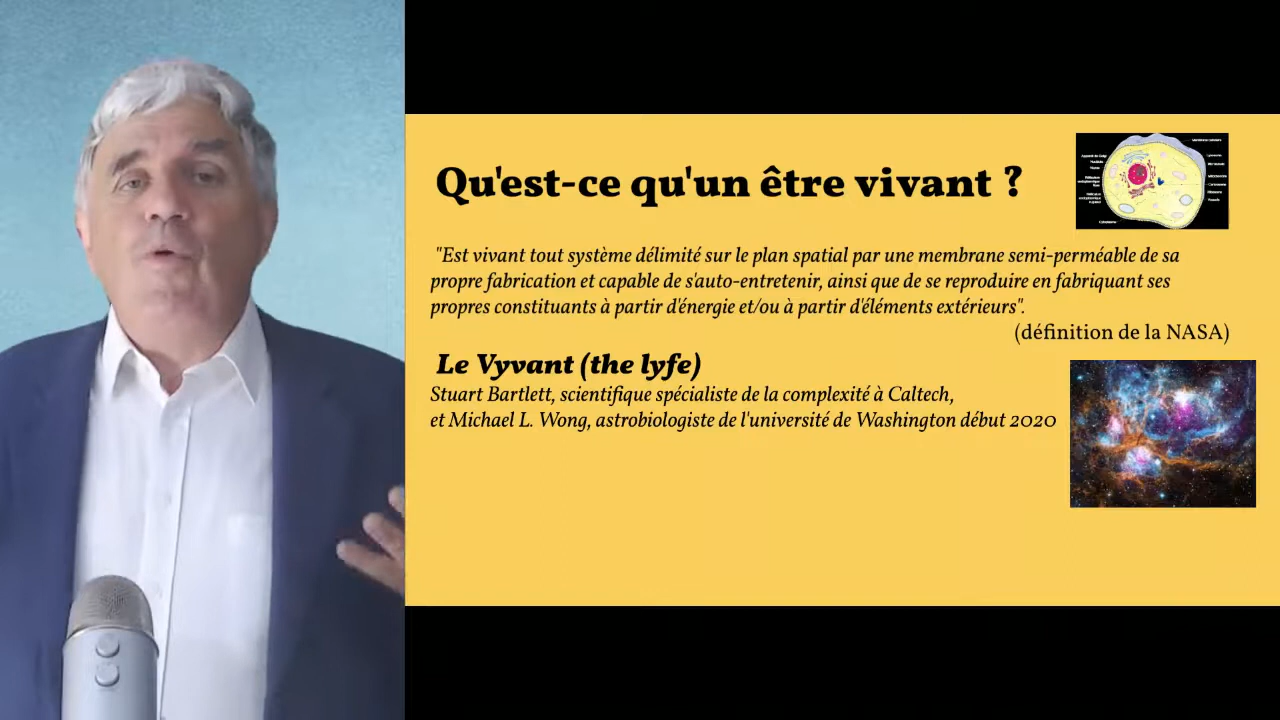 Qu'est-ce qu'un être vivant ?
"Est vivant tout système délimité sur le plan spatial par une membrane semi-perméable de sa
propre fabrication et capable de s'auto-entretenir, ainsi que de se reproduire en fabriquant ses
propres constituants à partir d'énergie et/ou à partir d'éléments extérieurs".
(définition de la NASA)
Le Vyvant (the lyfe)
Stuart Bartlett, scientifique spécialiste de la complexité à Caltech,
et Michael L. Wong, astrobiologiste de l'université de Washington début 2020